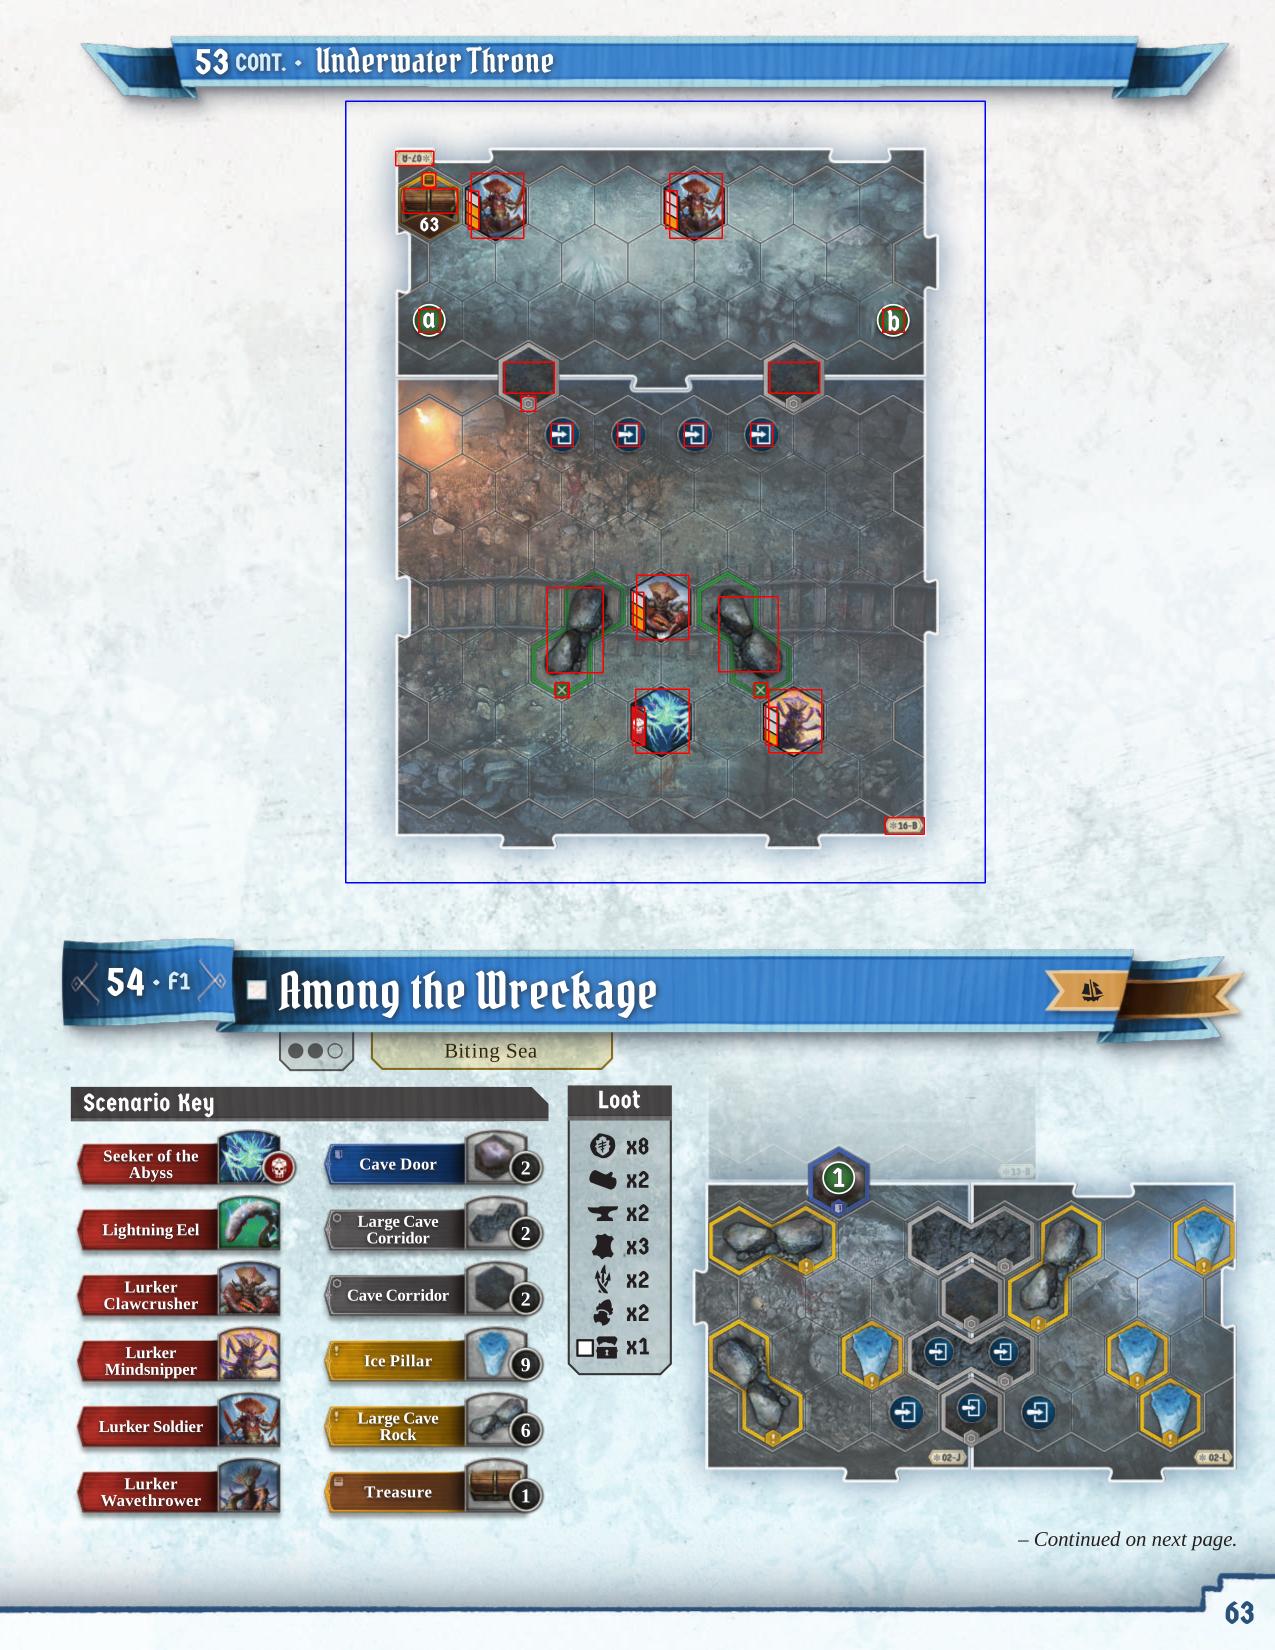 53 CONT. • Underwater Throne
07-A
63
a
b
16-B
54 • F1
Among the Wreckage
Biting Sea
Scenario Key
Seeker of the
Abyss
Lightning Eel
Lurker
Clawcrusher
Lurker
Mindsnipper
Lurker Soldier
Lurker
Wavethrower
Cave Door
2
Large Cave
Corridor
2
Cave Corridor
2
Ice Pillar
9
Large Cave
Rock
6
Treasure
1
Loot
x8
x2
x2
x3
x2
x2
x1
13-B
1
02-J
02-L
– Continued on next page.
63